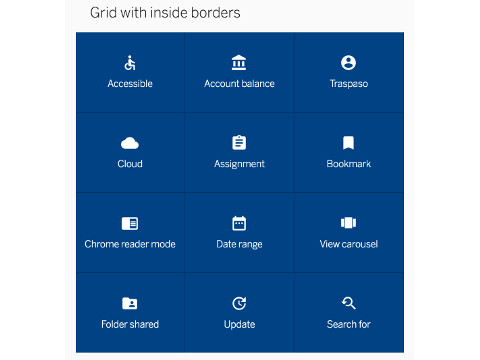 Grid with inside borders
Accessible
Account balance
Traspaso
Cloud
Assignment
Bookmark
Chrome reader mode
Date range
View carousel
Folder shared
Update
Search for